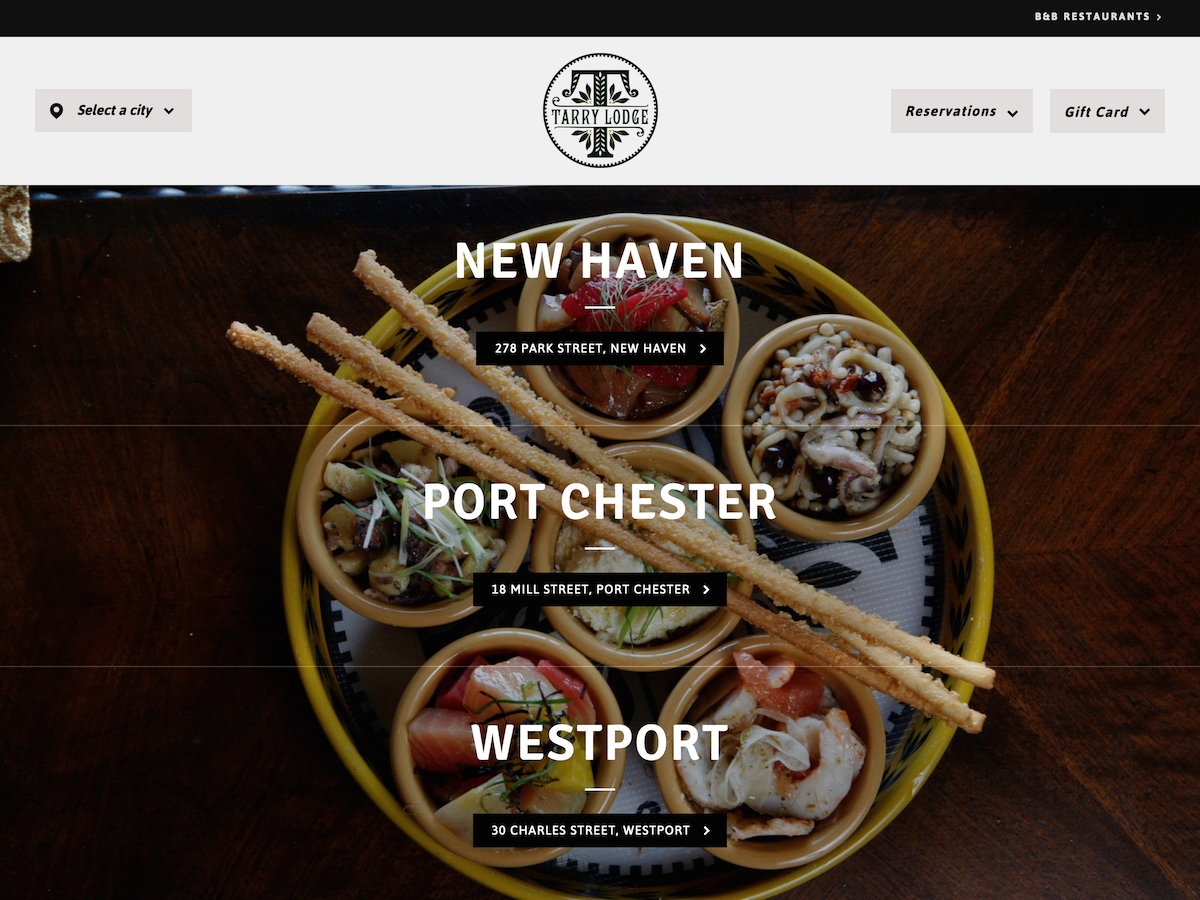 B&B RESTAURANTS
Select a city
TARRY LODGE
Reservations
Gift Card
NEW HAVEN
278 PARK STREET, NEW HAVEN
PORT CHESTER
18 MILL STREET, PORT CHESTER
WESTPORT
30 CHARLES STREET, WESTPORT